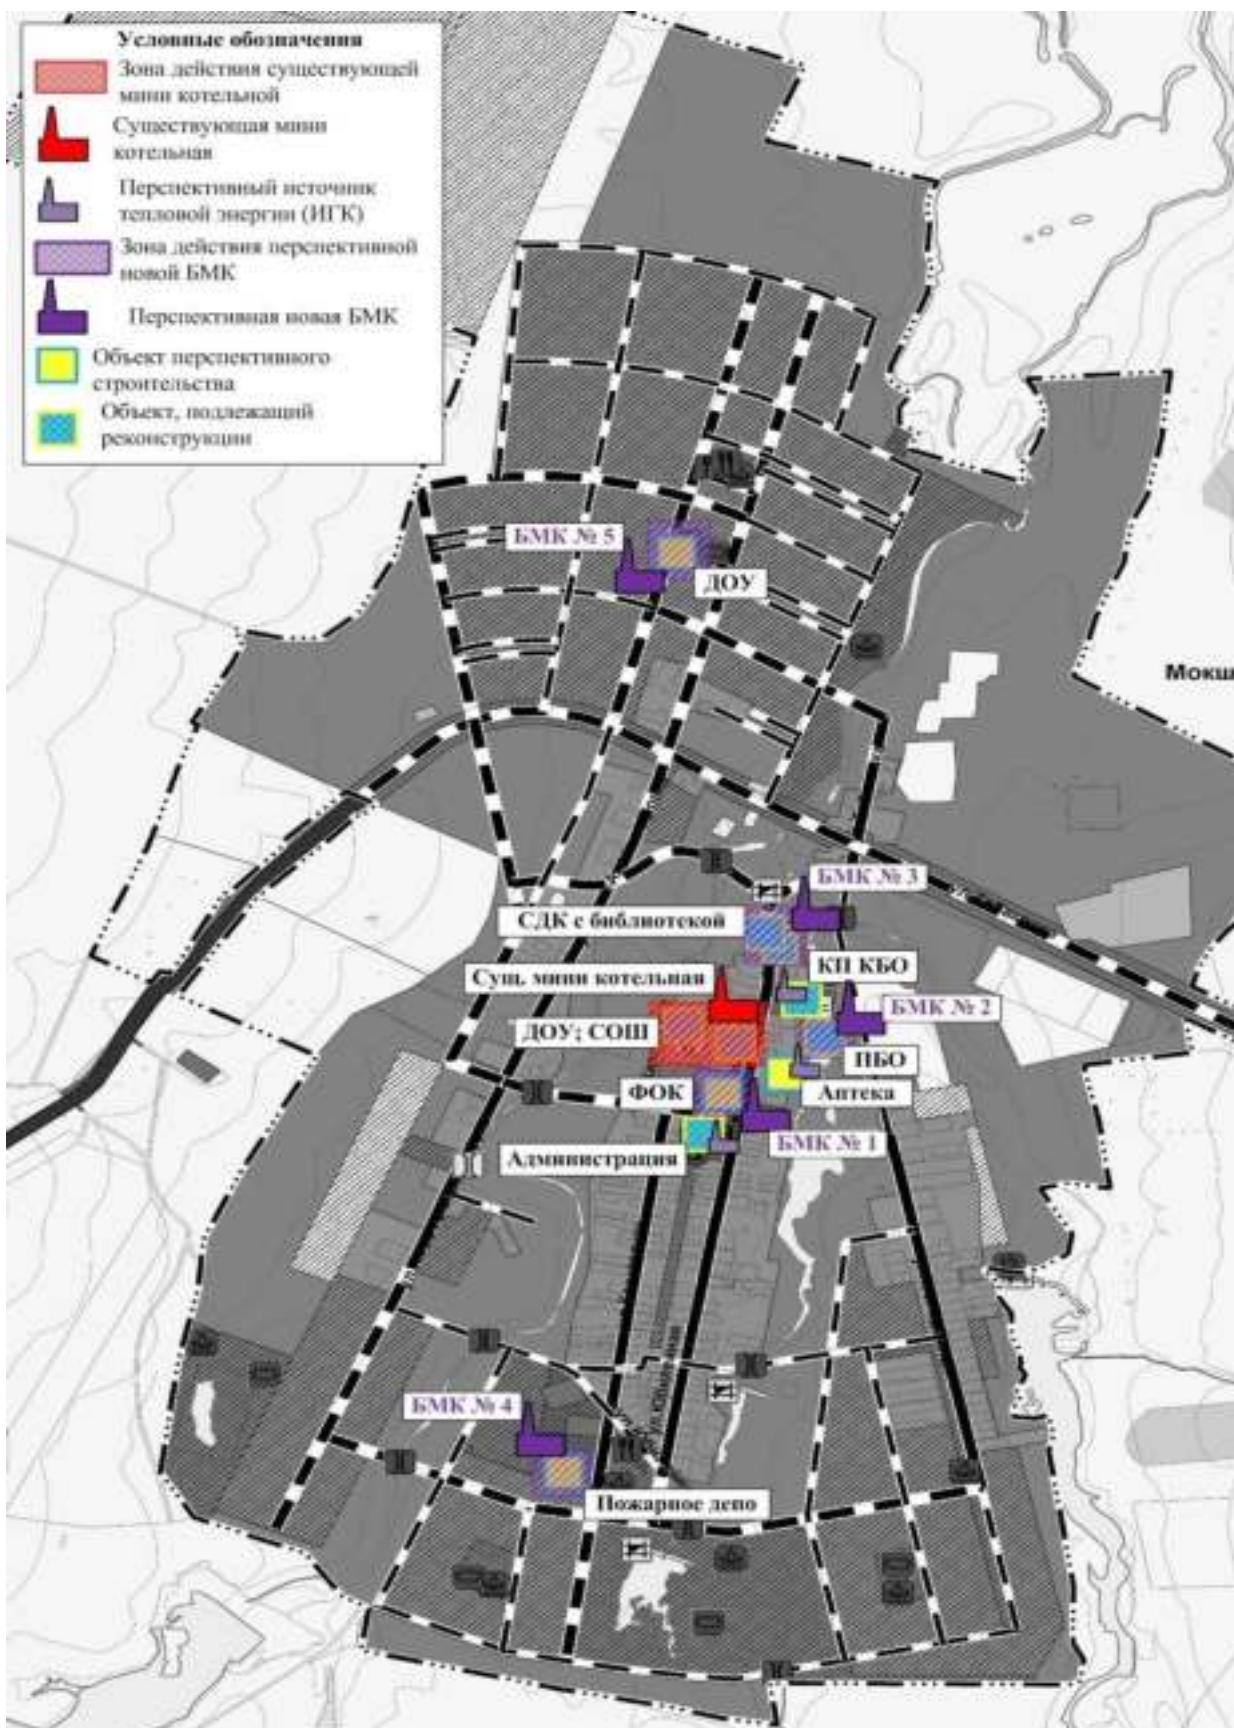 Условные обозначения
Зона действия существующей
мини котельной
Существующая мини
котельная
Перспективный источник
тепловой энергии (ИГК)
Зона действия перспективной
новой БМК
Перспективная новая БМК
Объект перспективного
строительства
Объект, подлежащий
реконструкции
БМК № 5
ДОУ
Мокш
БМК № 3
СДК с библиотекой
КП КБО
Сущ. мини котельная
БМК № 2
ДОУ; СОШ
ПБО
ФОК
Аптека
БМК № 1
Администрация
БМК № 4
Пожарное депо